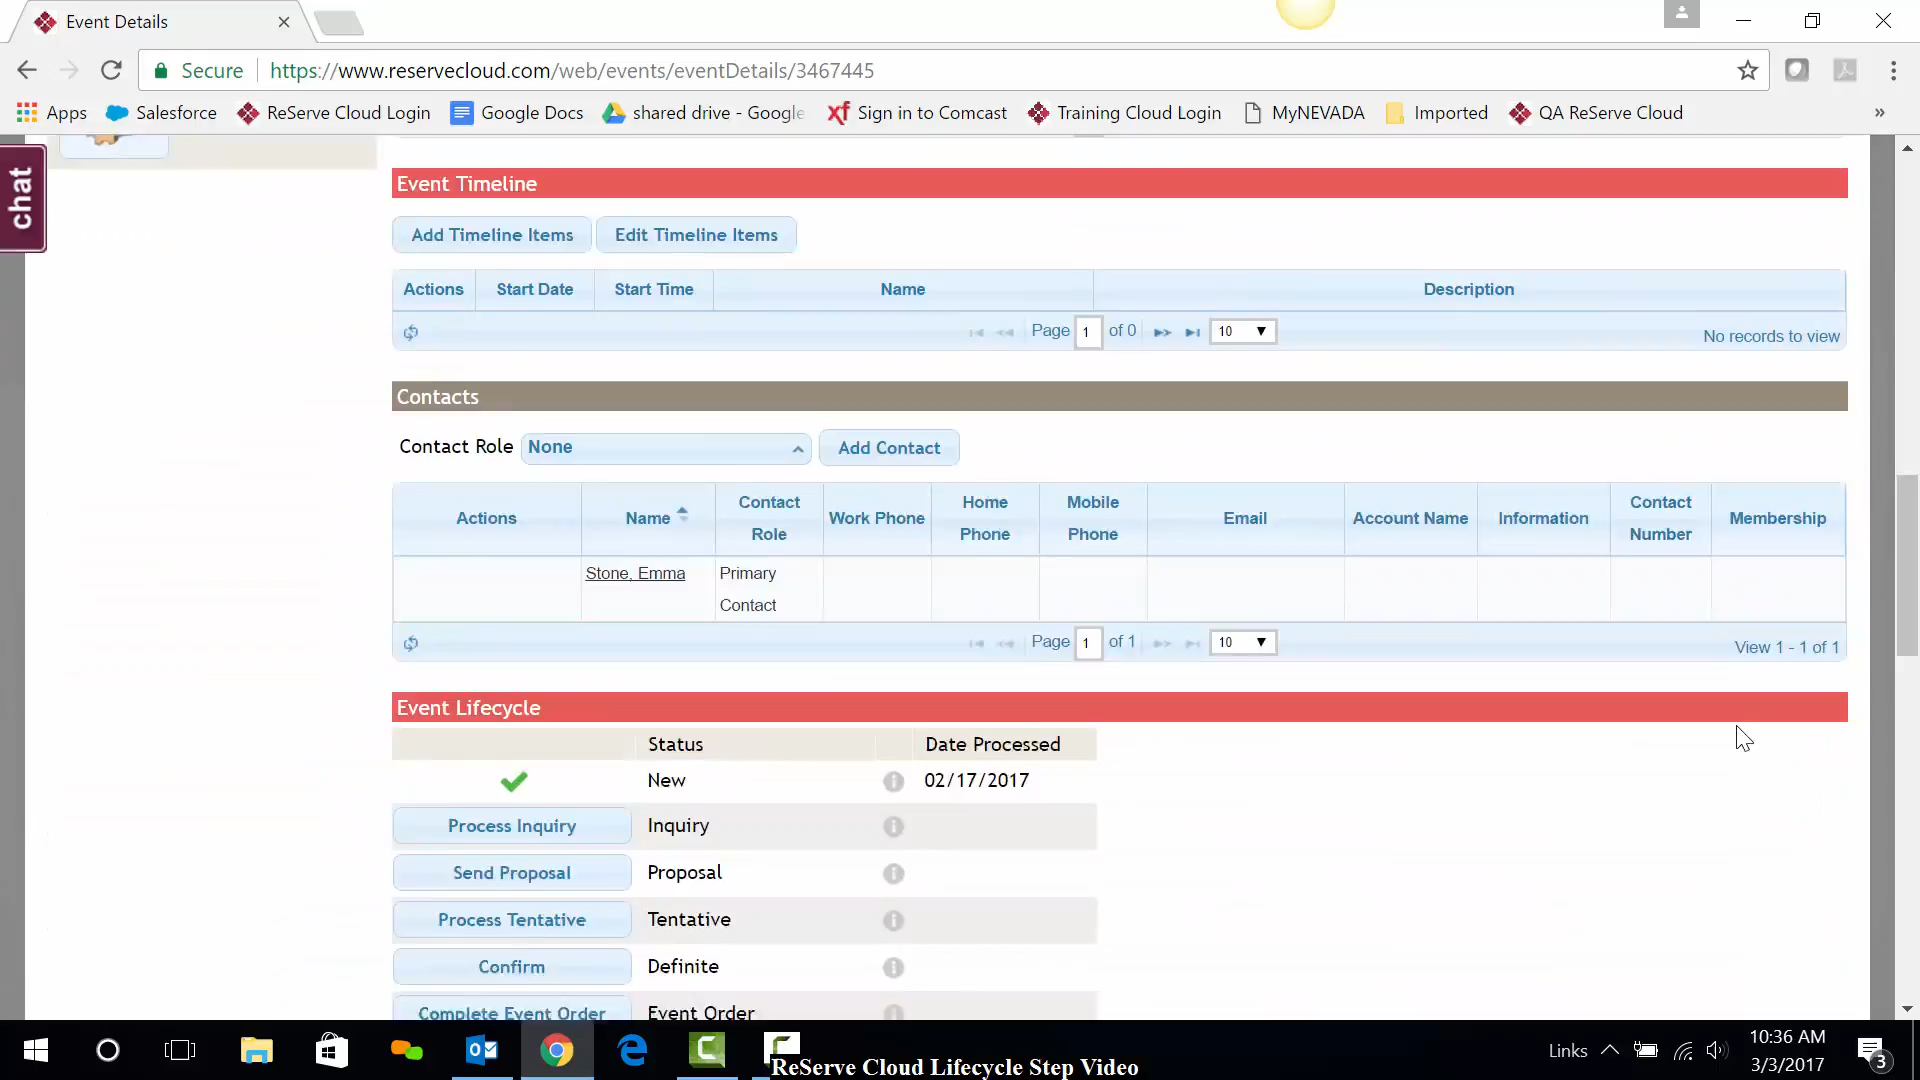 Event Details
Secure https://www.reservecloud.com/web/events/eventDetails/3467445
Apps Salesforce ReServe Cloud Login Google Docs shared drive - Google Sign in to Comcast Training Cloud Login MyNEVADA Imported QA ReServe Cloud »
chat
Event Timeline
Add Timeline Items Edit Timeline Items
Actions Start Date Start Time Name Description
Page 1 of 0 10 No records to view
Contacts
Contact Role None Add Contact
Actions Name Contact Role Work Phone Home Phone Mobile Phone Email Account Name Information Contact Number Membership
Stone, Emma Primary Contact
Page 1 of 1 10 View 1 - 1 of 1
Event Lifecycle
Status Date Processed
New 02/17/2017
Process Inquiry Inquiry
Send Proposal Proposal
Process Tentative Tentative
Confirm Definite
Complete Event Order Event Order
Links 10:36 AM
3/3/2017 3
ReServe Cloud Lifecycle Step Video